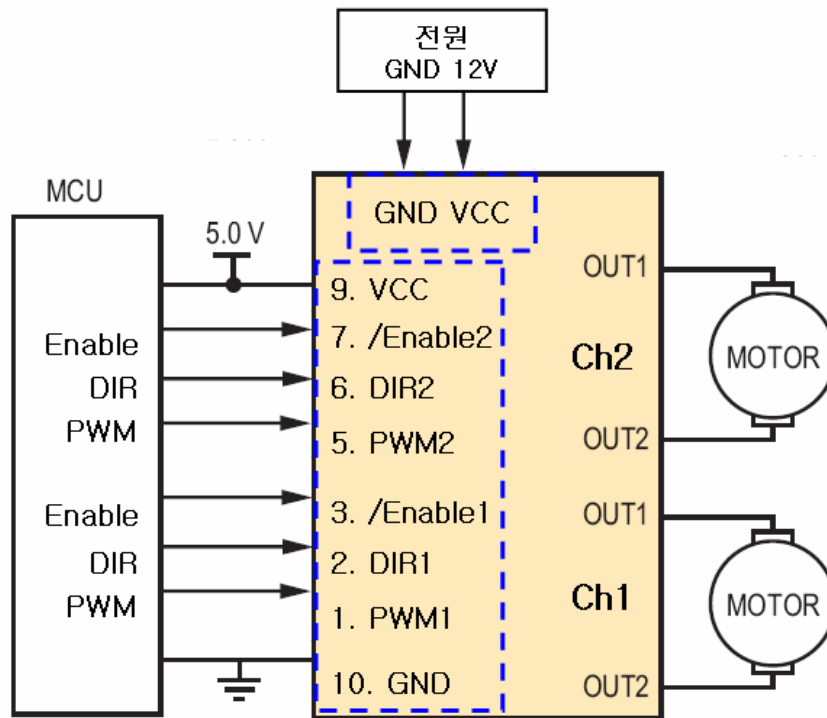 전원
GND 12V
MCU
5.0 V
GND VCC
9. VCC
7. /Enable2
6. DIR2
5. PWM2
3. /Enable1
2. DIR1
1. PWM1
10. GND
Enable
DIR
PWM
Enable
DIR
PWM
Ch2
OUT1
MOTOR
OUT2
Ch1
OUT1
MOTOR
OUT2